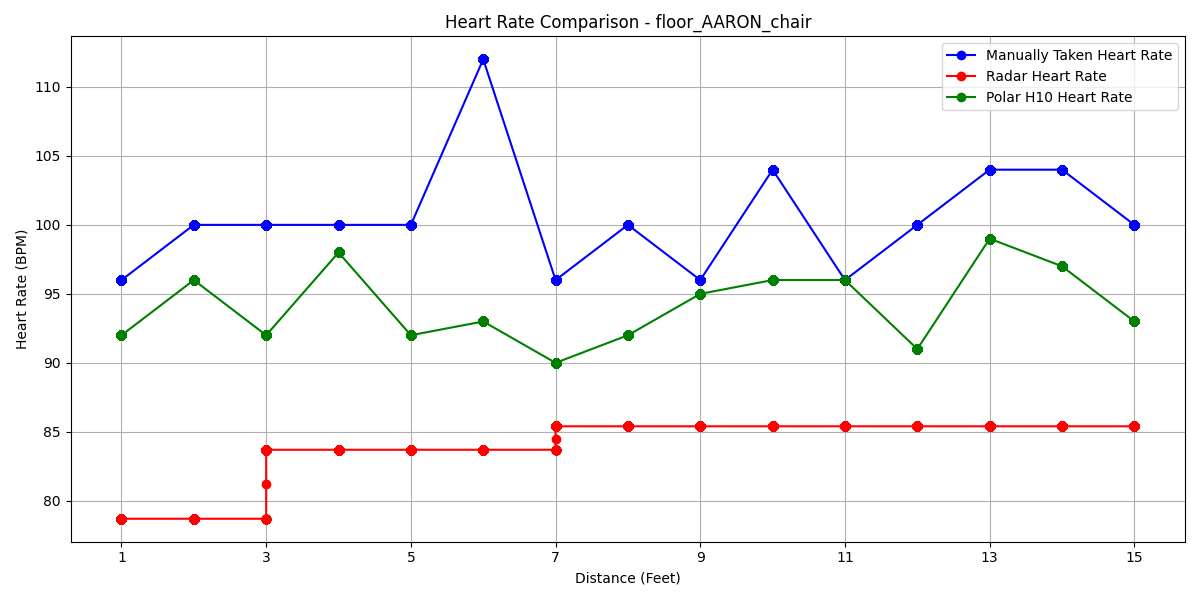 Heart Rate Comparison - floor_AARON_chair
Manually Taken Heart Rate
Radar Heart Rate
Polar H10 Heart Rate
Heart Rate (BPM)
110
105
100
95
90
85
80
1 3 5 7 9 11 13 15
Distance (Feet)